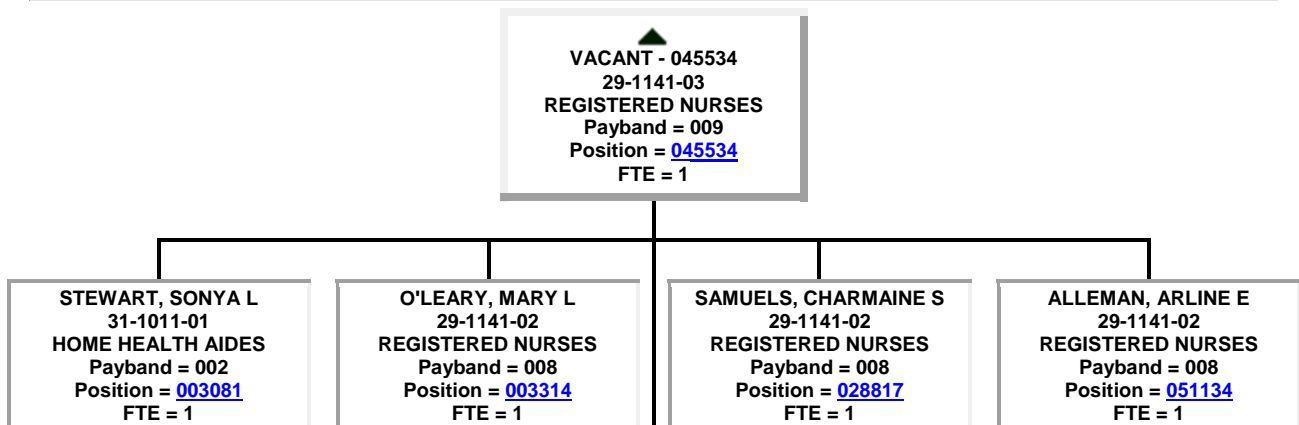 VACANT - 045534
29-1141-03
REGISTERED NURSES
Payband = 009
Position = 045534
FTE = 1
STEWART, SONYA L
31-1011-01
HOME HEALTH AIDES
Payband = 002
Position = 003081
FTE = 1
O'LEARY, MARY L
29-1141-02
REGISTERED NURSES
Payband = 008
Position = 003314
FTE = 1
SAMUELS, CHARMAINE S
29-1141-02
REGISTERED NURSES
Payband = 008
Position = 028817
FTE = 1
ALLEMAN, ARLINE E
29-1141-02
REGISTERED NURSES
Payband = 008
Position = 051134
FTE = 1